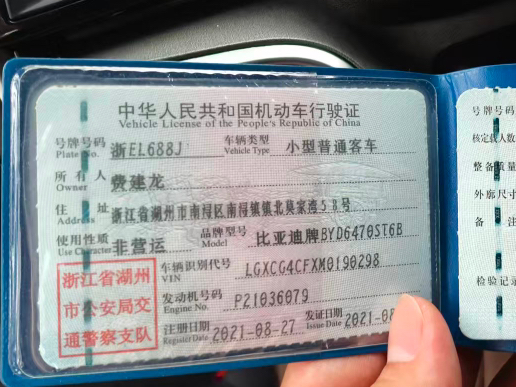 中华人民共和国机动车行驶证
Vehicle License of the People's Republic of China
号牌号码 浙EL688J 车辆类型 小型普通客车
Plate No. Vehicle Type
所有人 费建龙
Owner
住址 浙江省湖州市南浔区南浔镇镇北莫家湾58号
Address
使用性质 非营运 品牌型号 比亚迪牌BYD6470ST6B
Use Character Model
浙江省湖州
市公安局交
通警察支队
车辆识别代号 LGXCG4CFXM0190298
VIN
发动机号码 P21036079
Engine No.
注册日期 2021-08-27 发证日期 2021-08
Register Date Issue Date
号牌号码
核定载人数
整备质量
外廓尺寸
备注
检验记录